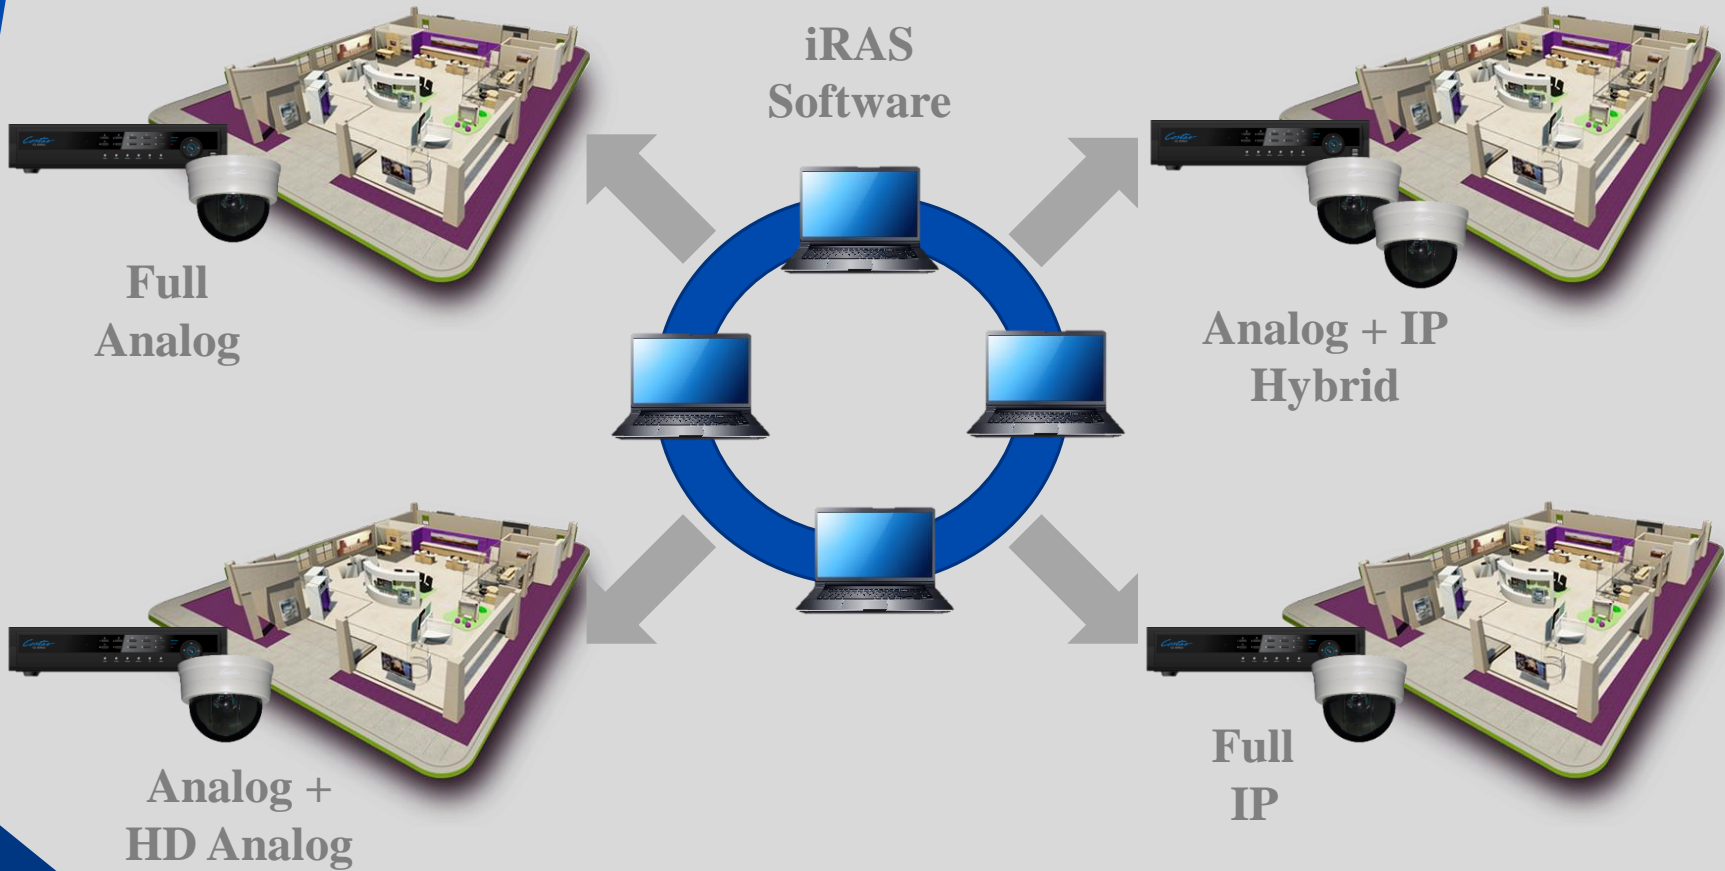 iRAS
Software
Full
Analog
Analog + IP
Hybrid
Analog +
HD Analog
Full
IP